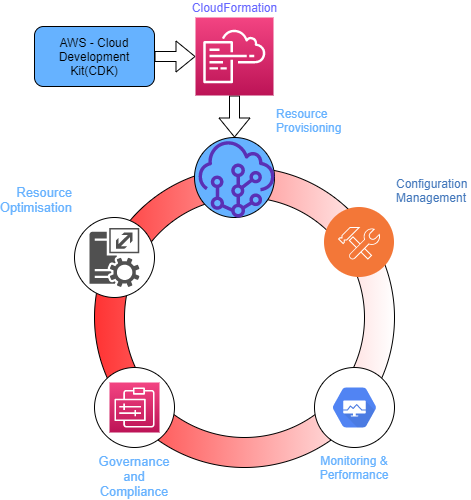 CloudFormation
AWS - Cloud
Development
Kit(CDK)
Resource
Provisioning
Resource
Optimisation
Configuration
Management
Governance
and
Compliance
Monitoring &
Performance